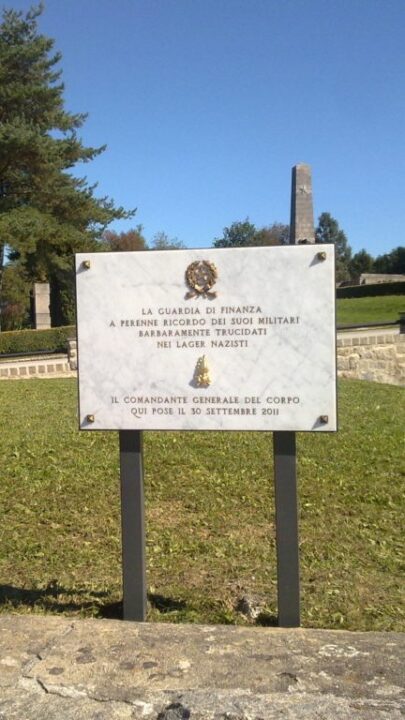 LA GUARDIA DI FINANZA
A PERENNE RICORDO DEI SUOI MILITARI
BARBARAMENTE TRUCIDATI
NEI LAGER NAZISTI
IL COMANDANTE GENERALE DEL CORPO
QUI POSE IL 30 SETTEMBRE 2011